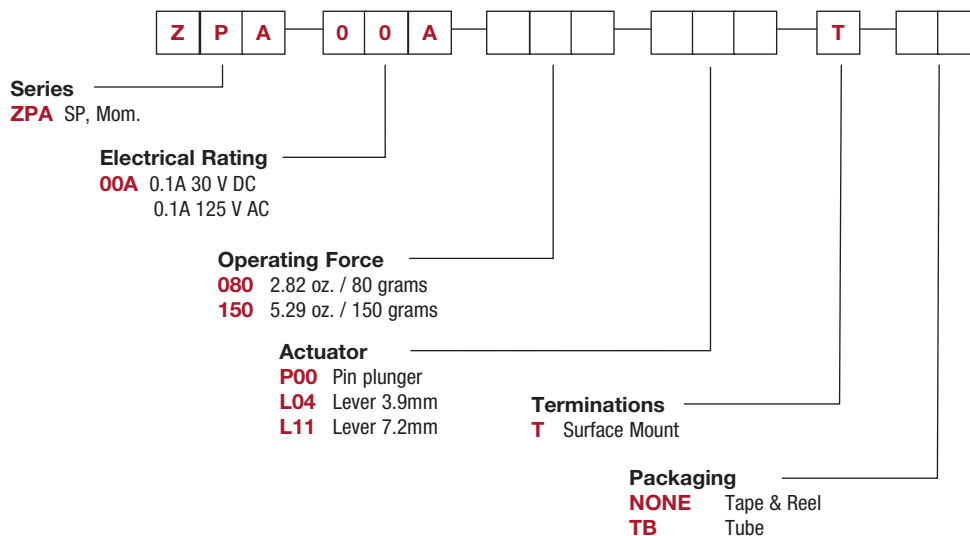 Z P A 0 0 A T
Series
ZPA SP, Mom.
Electrical Rating
00A 0.1A 30 V DC
0.1A 125 V AC
Operating Force
080 2.82 oz. / 80 grams
150 5.29 oz. / 150 grams
Actuator
P00 Pin plunger
L04 Lever 3.9mm
L11 Lever 7.2mm
Terminations
T Surface Mount
Packaging
NONE Tape & Reel
TB Tube